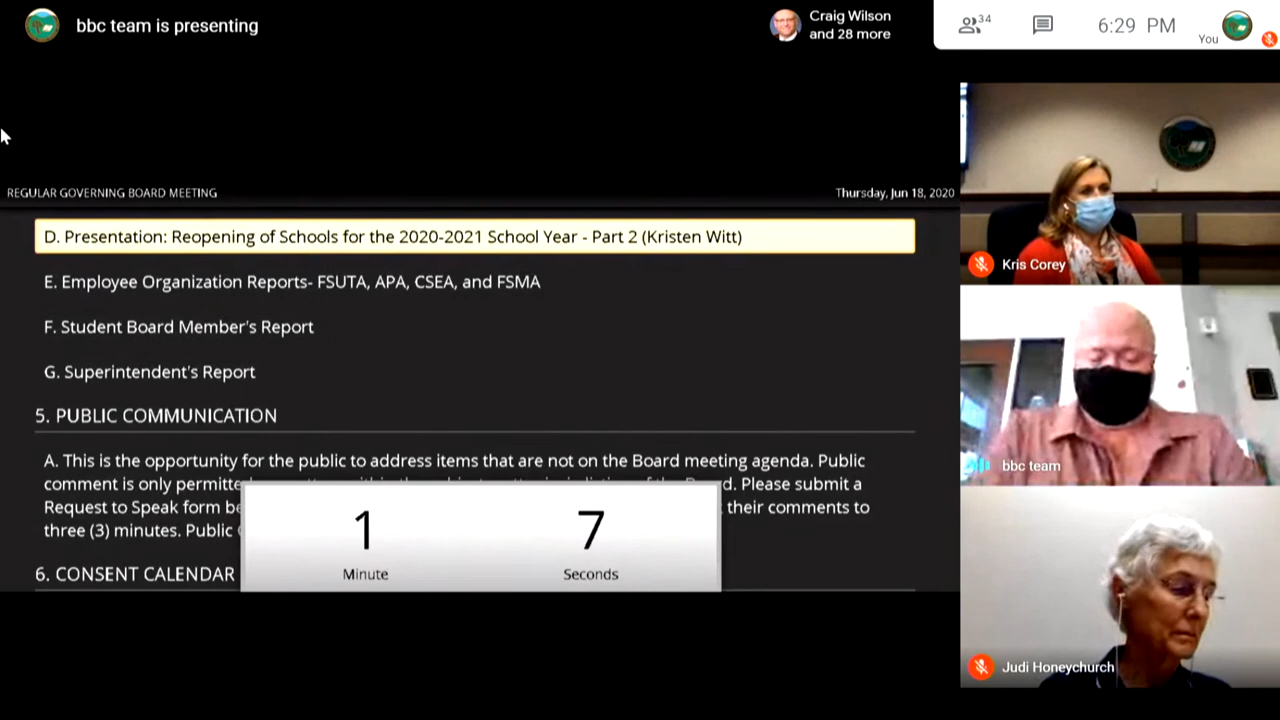 bbc team is presenting
Craig Wilson
and 28 more
34
6:29 PM
You
REGULAR GOVERNING BOARD MEETING
Thursday, Jun 18, 2020
D. Presentation: Reopening of Schools for the 2020-2021 School Year - Part 2 (Kristen Witt)
E. Employee Organization Reports- FSUTA, APA, CSEA, and FSMA
F. Student Board Member's Report
G. Superintendent's Report
5. PUBLIC COMMUNICATION
A. This is the opportunity for the public to address items that are not on the Board meeting agenda. Public
comment is only d. Please submit a
Request to Speak form their comments to
three (3) minutes. Public
6. CONSENT CALENDAR
1 7
Minute Seconds
Kris Corey
bbc team
Judi Honeychurch